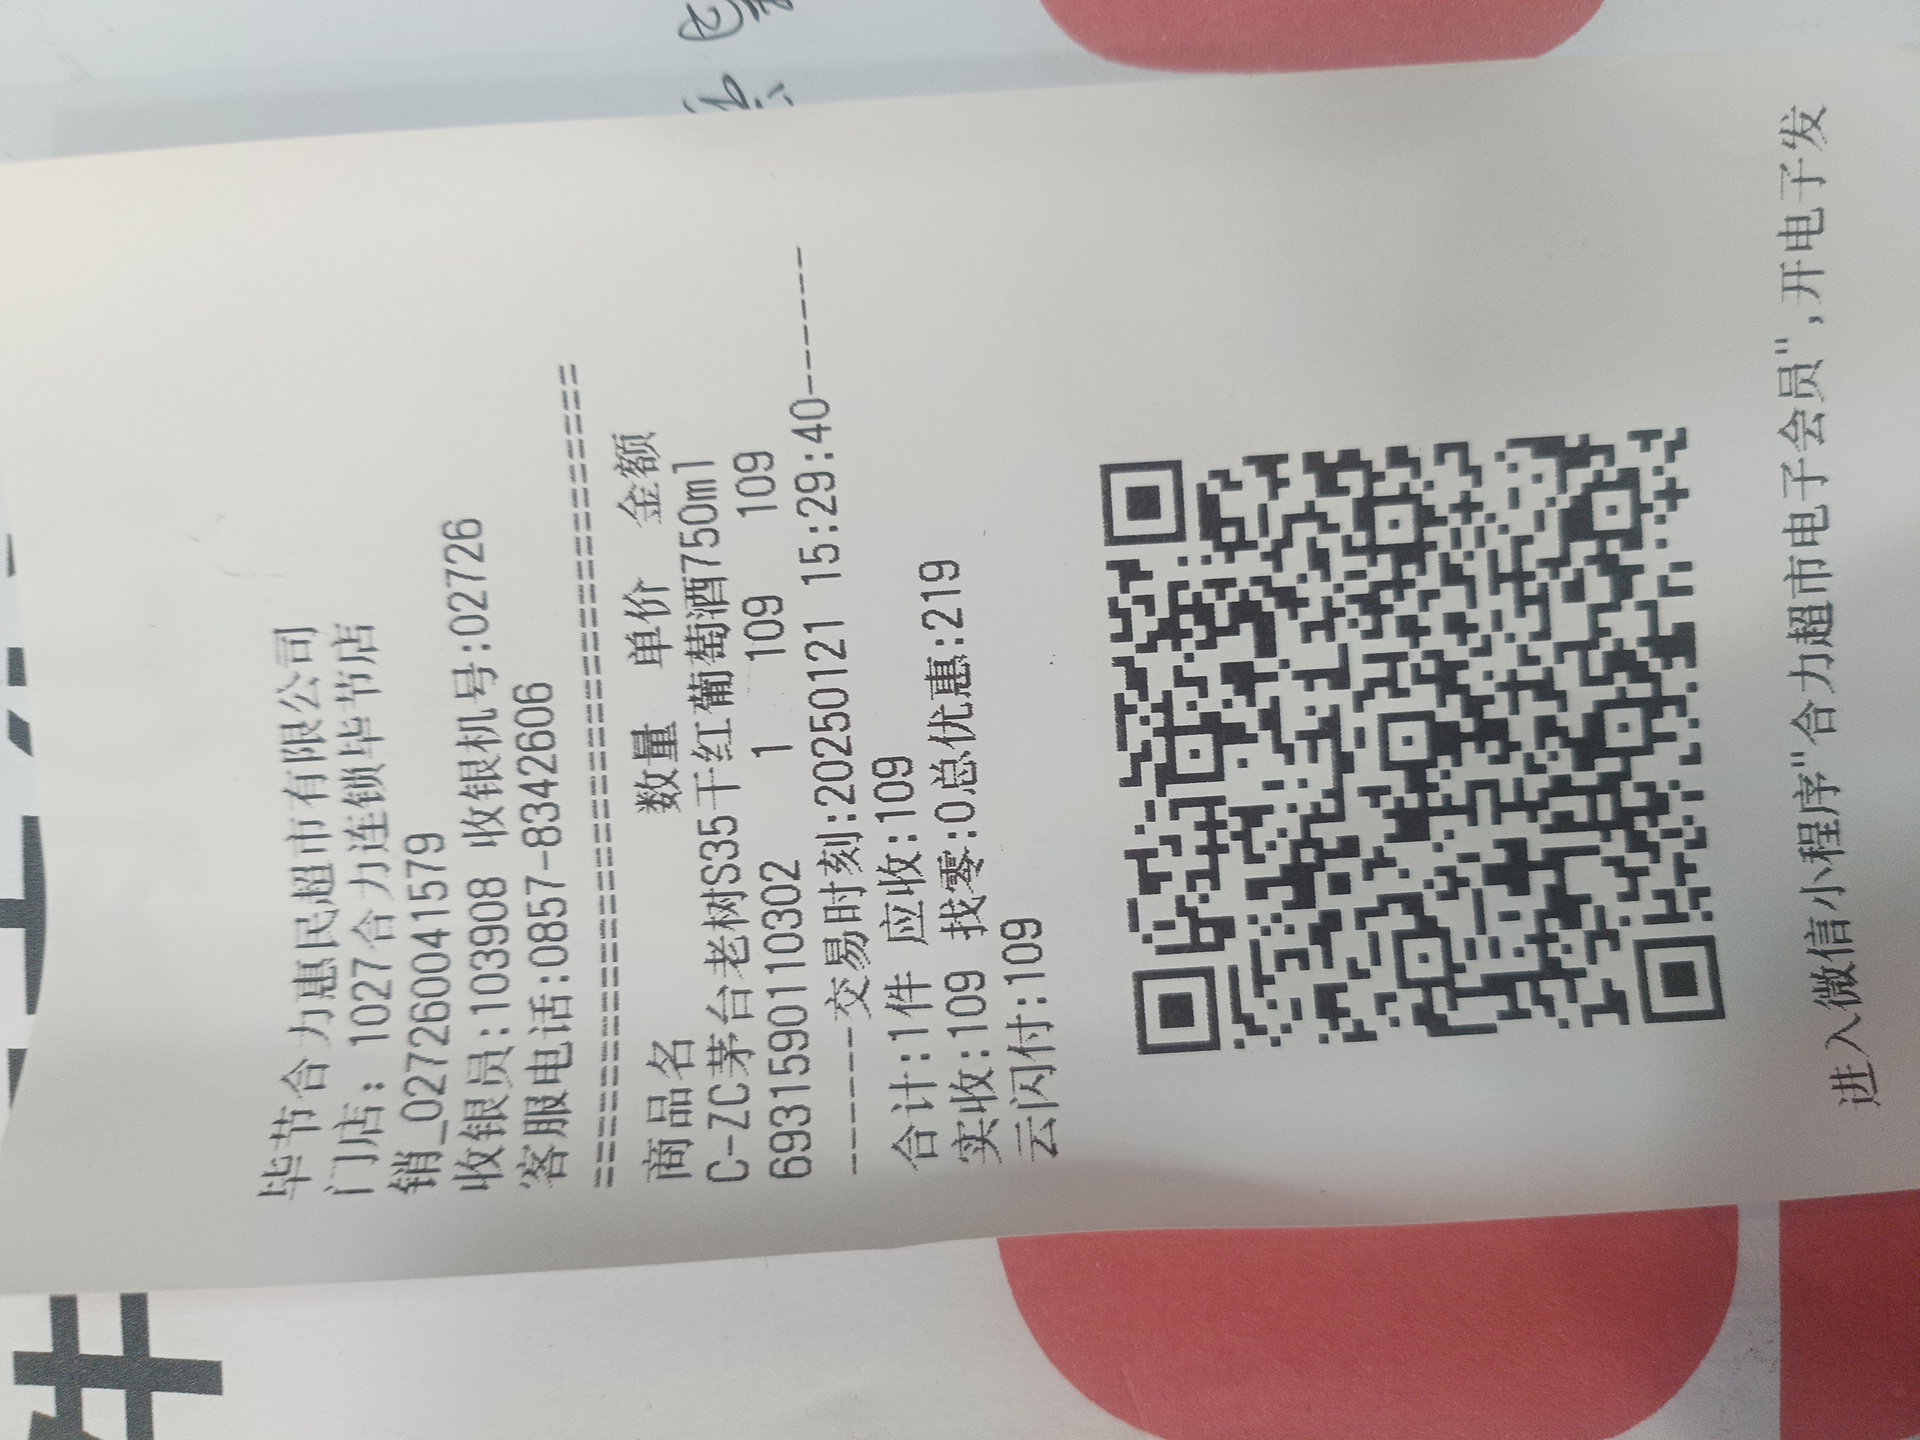 毕节合力惠民超市有限公司
门店：1027合力连锁毕节店
销_027260041579
收银员:103908 收银机号:02726
客服电话:0857-8342606
==========================================
商品名 数量 单价 金额
C-ZC茅台老树S35干红葡萄酒750ml
6931590110302 1 109 109
-------交易时刻:20250121 15:29:40-------
合计:1件 应收:109
实收:109 找零:0总优惠:219
云闪付:109
进入微信小程序"合力超市电子会员",开电子发